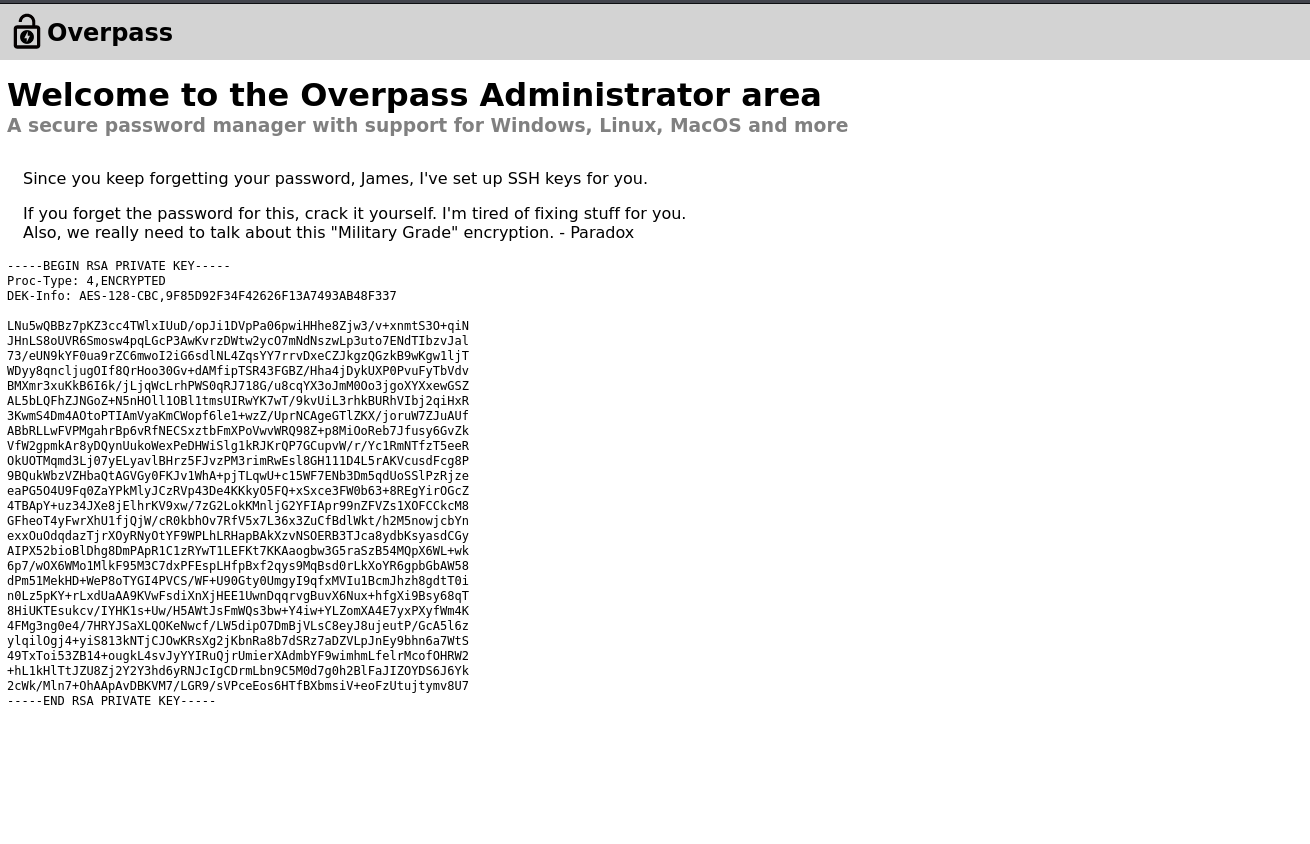 Overpass
Welcome to the Overpass Administrator area
A secure password manager with support for Windows, Linux, MacOS and more
Since you keep forgetting your password, James, I've set up SSH keys for you.
If you forget the password for this, crack it yourself. I'm tired of fixing stuff for you.
Also, we really need to talk about this "Military Grade" encryption. - Paradox
-----BEGIN RSA PRIVATE KEY-----
Proc-Type: 4,ENCRYPTED
DEK-Info: AES-128-CBC,9F85D92F34F42626F13A7493AB48F337

LNu5wQBBz7pKZ3cc4TWlxIUuD/opJi1DVpPa06pwiHHhe8Zjw3/v+xnmtS3O+qiN
JHnLS8oUVR6Smosw4pqLGcP3AwKvrzDWtw2ycO7mNdNszwLp3uto7ENdTIbzvJal
73/eUN9kYF0ua9rZC6mwoI2iG6sdlNL4ZqsYY7rrvDxeCZJkgzQGzkB9wKgw1ljT
WDyy8qncljugOIf8QrHoo30Gv+dAMfipTSR43FGBZ/Hha4jDykUXP0PvuFyTbVdv
BMXmr3xuKkB6I6k/jLjqWcLrhPWS0qRJ718G/u8cqYX3oJmM0Oo3jgoXYXxewGSZ
AL5bLQFhZJNGoZ+N5nHOll1OBl1tmsUIRwYK7wT/9kvUiL3rhkBURhVIbj2qiHxR
3KwmS4Dm4AOtoPTIAmVyaKmCWopf6le1+wzZ/UprNCAgeGTlZKX/joruW7ZJuAUf
ABbRLLwFVPMgahrBp6vRfNECSxztbFmXPoVwvWRQ98Z+p8MiOoReb7Jfusy6GvZk
VfW2gpmkAr8yDQynUukoWexPeDHWiSlg1kRJKrQP7GCupvW/r/Yc1RmNTfzT5eeR
OkUOTMqmd3Lj07yELyavlBHrz5FJvzPM3rimRwEsl8GH111D4L5rAKVcusdFcg8P
9BQukWbzVZHbaQtAGVGy0FKJv1WhA+pjTLqwU+c15WF7ENb3Dm5qdUoSSlPzRjze
eaPG5O4U9Fq0ZaYPkMlyJCzRVp43De4KKkyO5FQ+xSxce3FW0b63+8REgYirOGcZ
4TBApY+uz34JXe8jElhrKV9xw/7zG2LokKMnljG2YFIApr99nZFVZs1XOFCCkcM8
GFheoT4yFwrXhU1fjQjW/cR0kbhOv7RfV5x7L36x3ZuCfBdlWkt/h2M5nowjcbYn
exxOuOdqdazTjrXOyRNyOtYF9WPLhLRHapBAkXzvNSOERB3TJca8ydbKsyasdCGy
AIPX52bioBlDhg8DmPApR1C1zRYwT1LEFKt7KKAaogbw3G5raSzB54MQpX6WL+wk
6p7/wOX6WMo1MlkF95M3C7dxPFEspLHfpBxf2qys9MqBsd0rLkXoYR6gpbGbAW58
dPm51MekHD+WeP8oTYGI4PVCS/WF+U90Gty0UmgyI9qfxMVIu1BcmJhzh8gdtT0i
n0Lz5pKY+rLxdUaAA9KVwFsdiXnXjHEE1UwnDqqrvgBuvX6Nux+hfgXi9Bsy68qT
8HiUKTEsukcv/IYHK1s+Uw/H5AWtJsFmWQs3bw+Y4iw+YLZomXA4E7yxPXyfWm4K
4FMg3ng0e4/7HRYJSaXLQOKeNwcf/LW5dipO7DmBjVLsC8eyJ8ujeutP/GcA5l6z
ylqilOgj4+yiS813kNTjCJOwKRsXg2jKbnRa8b7dSRz7aDZVLpJnEy9bhn6a7WtS
49TxToi53ZB14+ougkL4svJyYYIRuQjrUmierXAdmbYF9wimhmLfelrMcofOHRW2
+hL1kHlTtJZU8Zj2Y2Y3hd6yRNJcIgCDrmLbn9C5M0d7g0h2BlFaJIZOYDS6J6Yk
2cWk/Mln7+OhAApAvDBKVM7/LGR9/sVPceEos6HTfBXbmsiV+eoFzUtujtymv8U7
-----END RSA PRIVATE KEY-----